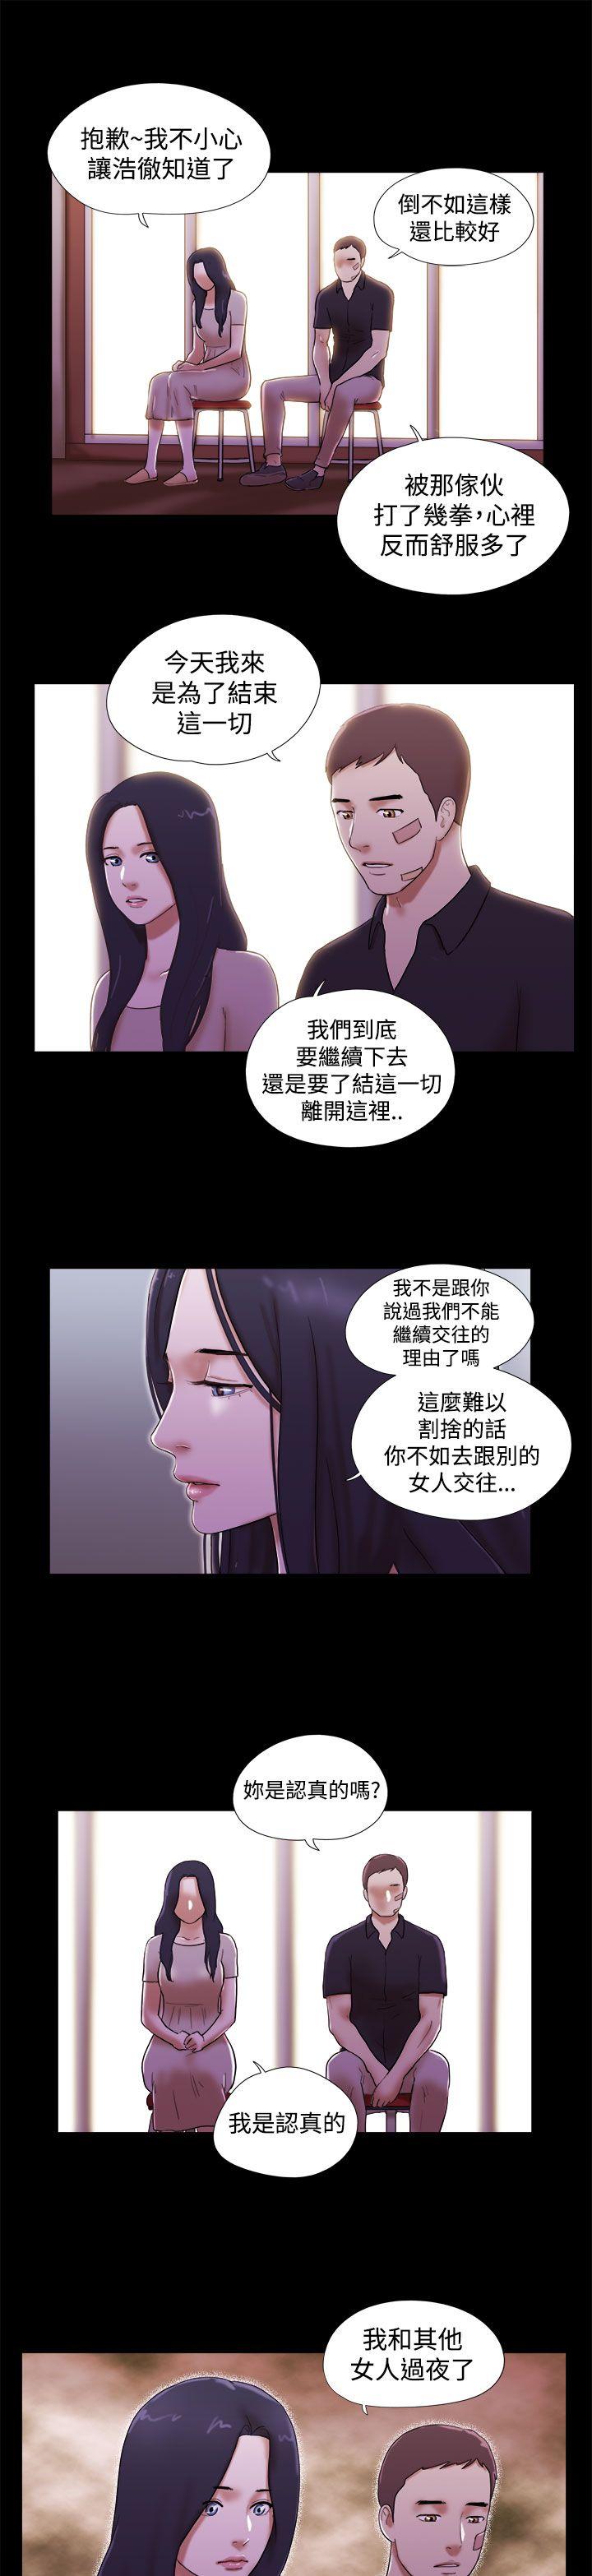 抱歉~我不小心
讓浩徹知道了
倒不如這樣
還比較好
被那傢伙
打了幾拳,心裡
反而舒服多了
今天我來
是為了結束
這一切
我們到底
要繼續下去
還是要了結這一切
離開這裡..
我不是跟你
說過我們不能
繼續交往的
理由了嗎
這麼難以
割捨的話
你不如去跟別的
女人交往...
妳是認真的嗎?
我是認真的
我和其他
女人過夜了